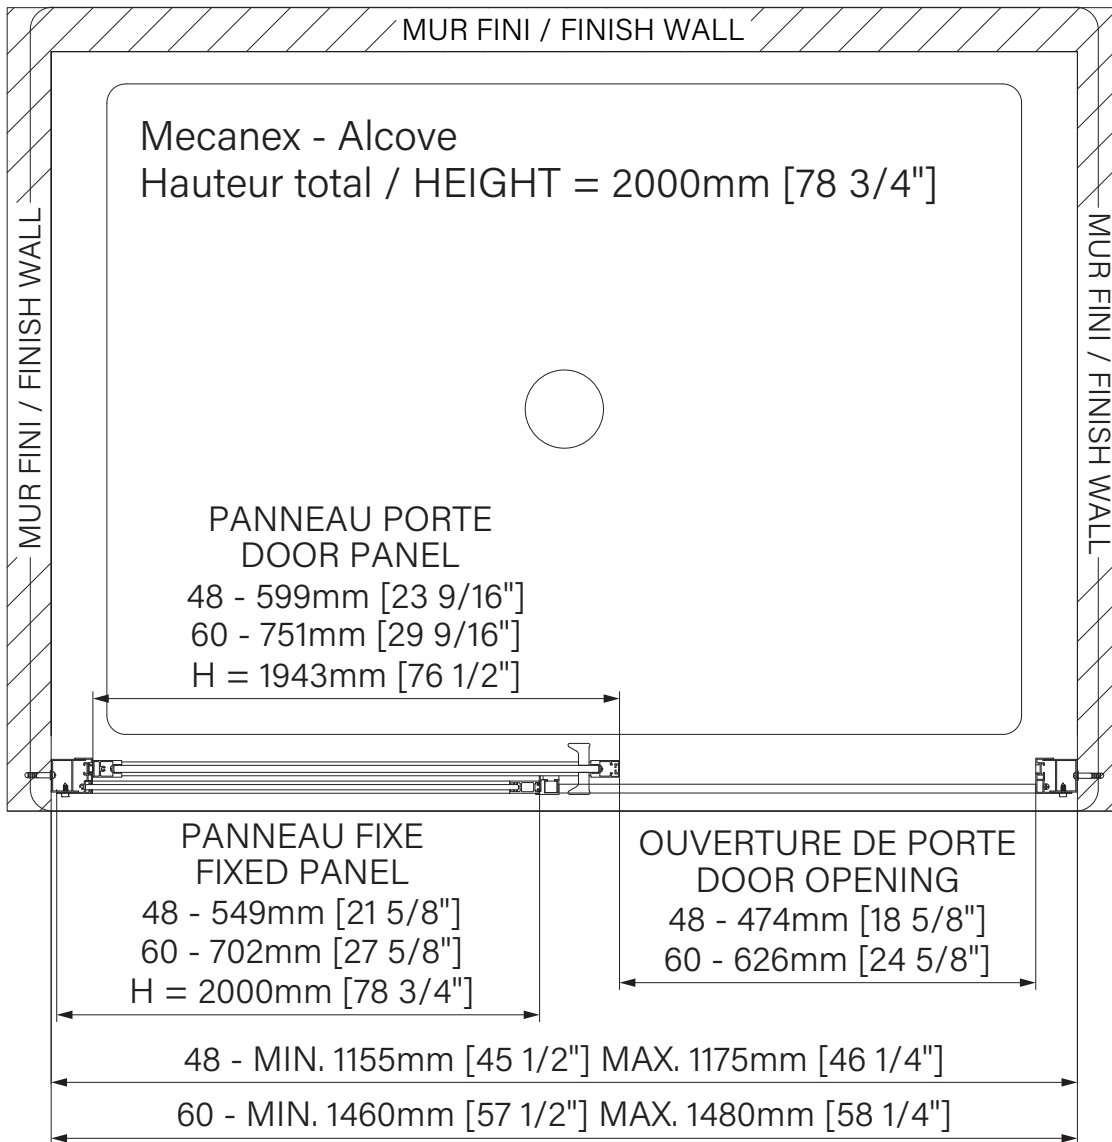 MUR FINI / FINISH WALL
Mecanex - Alcove
Hauteur total / HEIGHT = 2000mm [78 3/4"]
MUR FINI / FINISH WALL
MUR FINI / FINISH WALL
PANNEAU PORTE
DOOR PANEL
48 - 599mm [23 9/16"]
60 - 751mm [29 9/16"]
H = 1943mm [76 1/2"]
PANNEAU FIXE
FIXED PANEL
48 - 549mm [21 5/8"]
60 - 702mm [27 5/8"]
H = 2000mm [78 3/4"]
OUVERTURE DE PORTE
DOOR OPENING
48 - 474mm [18 5/8"]
60 - 626mm [24 5/8"]
48 - MIN. 1155mm [45 1/2"] MAX. 1175mm [46 1/4"]
60 - MIN. 1460mm [57 1/2"] MAX. 1480mm [58 1/4"]